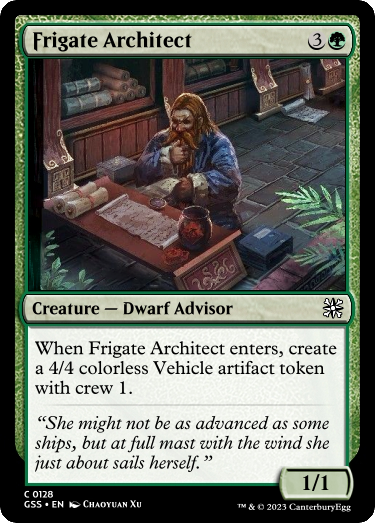 Frigate Architect 3
Creature — Dwarf Advisor
When Frigate Architect enters, create
a 4/4 colorless Vehicle artifact token
with crew 1.
“She might not be as advanced as some
ships, but at full mast with the wind she
just about sails herself.”
1/1
C 0128
GSS • EN Chaoyuan Xu
™ & © 2023 CanterburyEgg